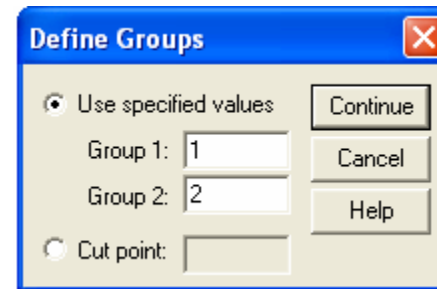 Define Groups
Use specified values
Continue
Group 1: 1
Cancel
Group 2: 2
Help
Cut point: